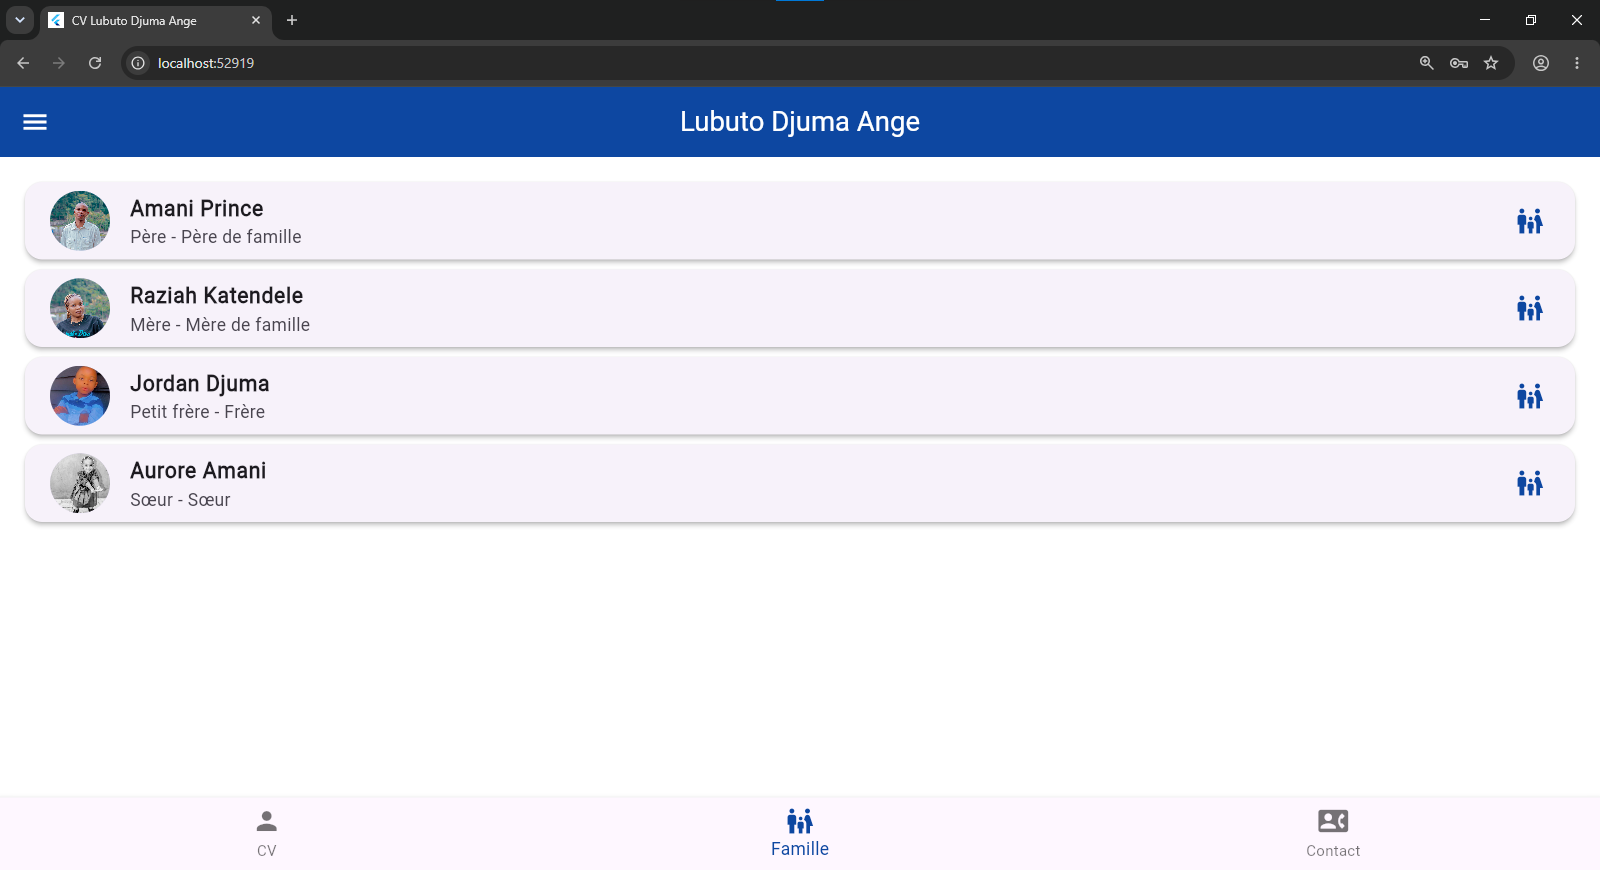 CV Lubuto Djuma Ange
localhost:52919
Lubuto Djuma Ange
Amani Prince
Père - Père de famille
Raziah Katendele
Mère - Mère de famille
Jordan Djuma
Petit frère - Frère
Aurore Amani
Sœur - Sœur
CV
Famille
Contact